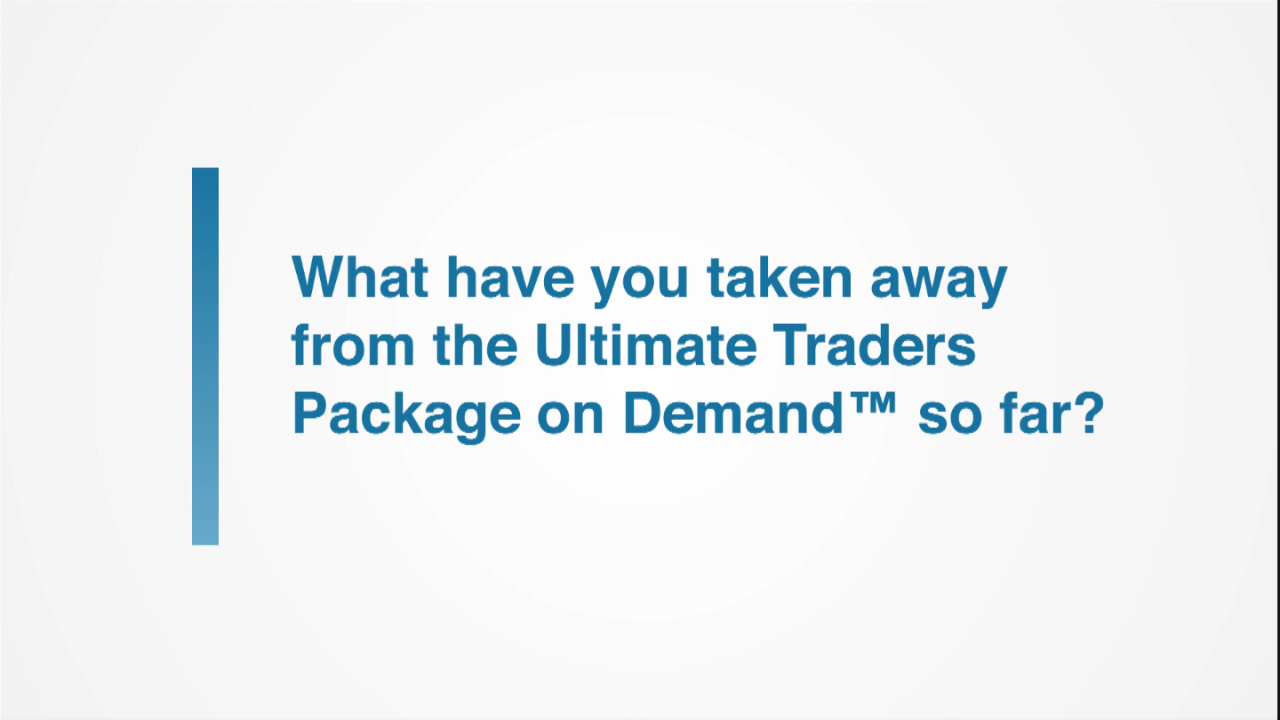 What have you taken away
from the Ultimate Traders
Package on Demand™ so far?